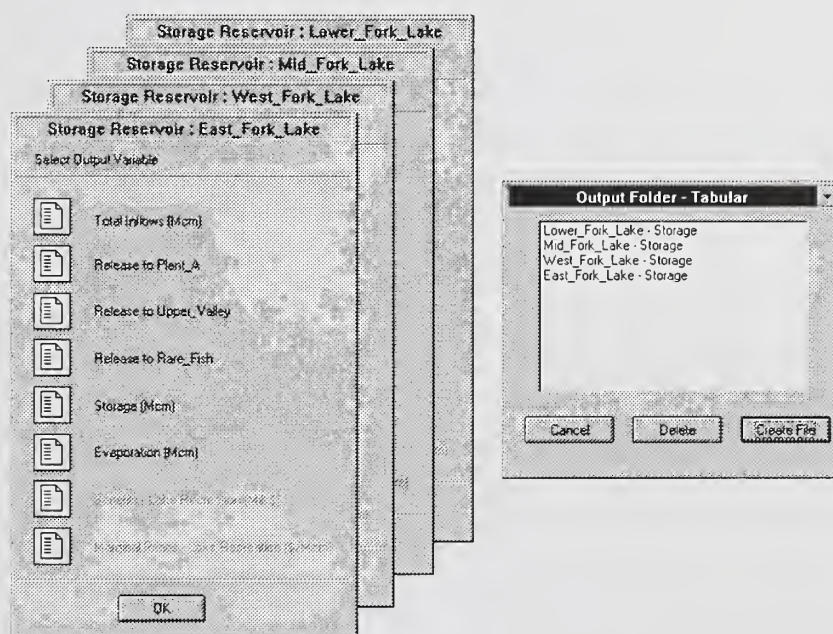 Storage Reservoir : Lower_Fork_Lake
Storage Reservoir : Mid_Fork_Lake
Storage Reservoir : West_Fork_Lake
Storage Reservoir : East_Fork_Lake
Select Output Variable
Total Inflows (Mcm)
Release to Plant_A
Release to Upper_Valley
Release to Rare_Fish
Storage (Mcm)
Evaporation (Mcm)
OK
Output Folder - Tabular
Lower_Fork_Lake - Storage
Mid_Fork_Lake - Storage
West_Fork_Lake - Storage
East_Fork_Lake - Storage
Cancel
Delete
Create File